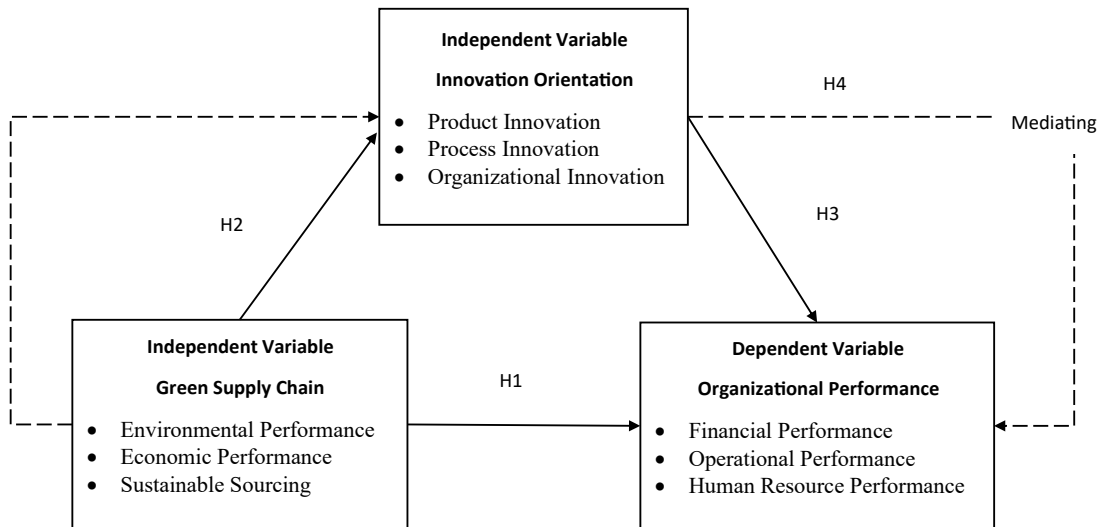 Independent Variable
Innovation Orientation
• Product Innovation
• Process Innovation
• Organizational Innovation
H4
Mediating
H2
H3
Independent Variable
Green Supply Chain
• Environmental Performance
• Economic Performance
• Sustainable Sourcing
H1
Dependent Variable
Organizational Performance
• Financial Performance
• Operational Performance
• Human Resource Performance